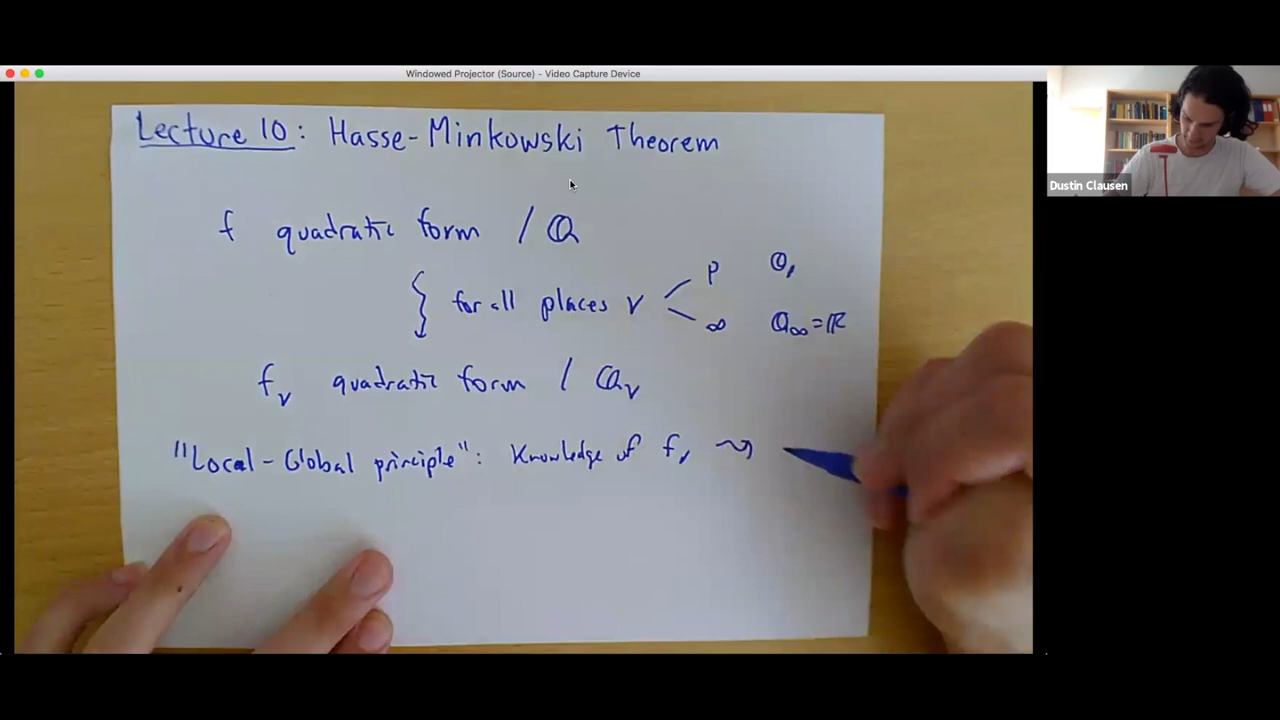 Windowed Projector (Source) - Video Capture Device
Lecture 10: Hasse-Minkowski Theorem
Dustin Clausen
f quadratic form / ℚ
for all places v < p ℚp
∞ ℚ∞ = ℝ
fv quadratic form / ℚv
"Local-Global principle": Knowledge of fv ⇝